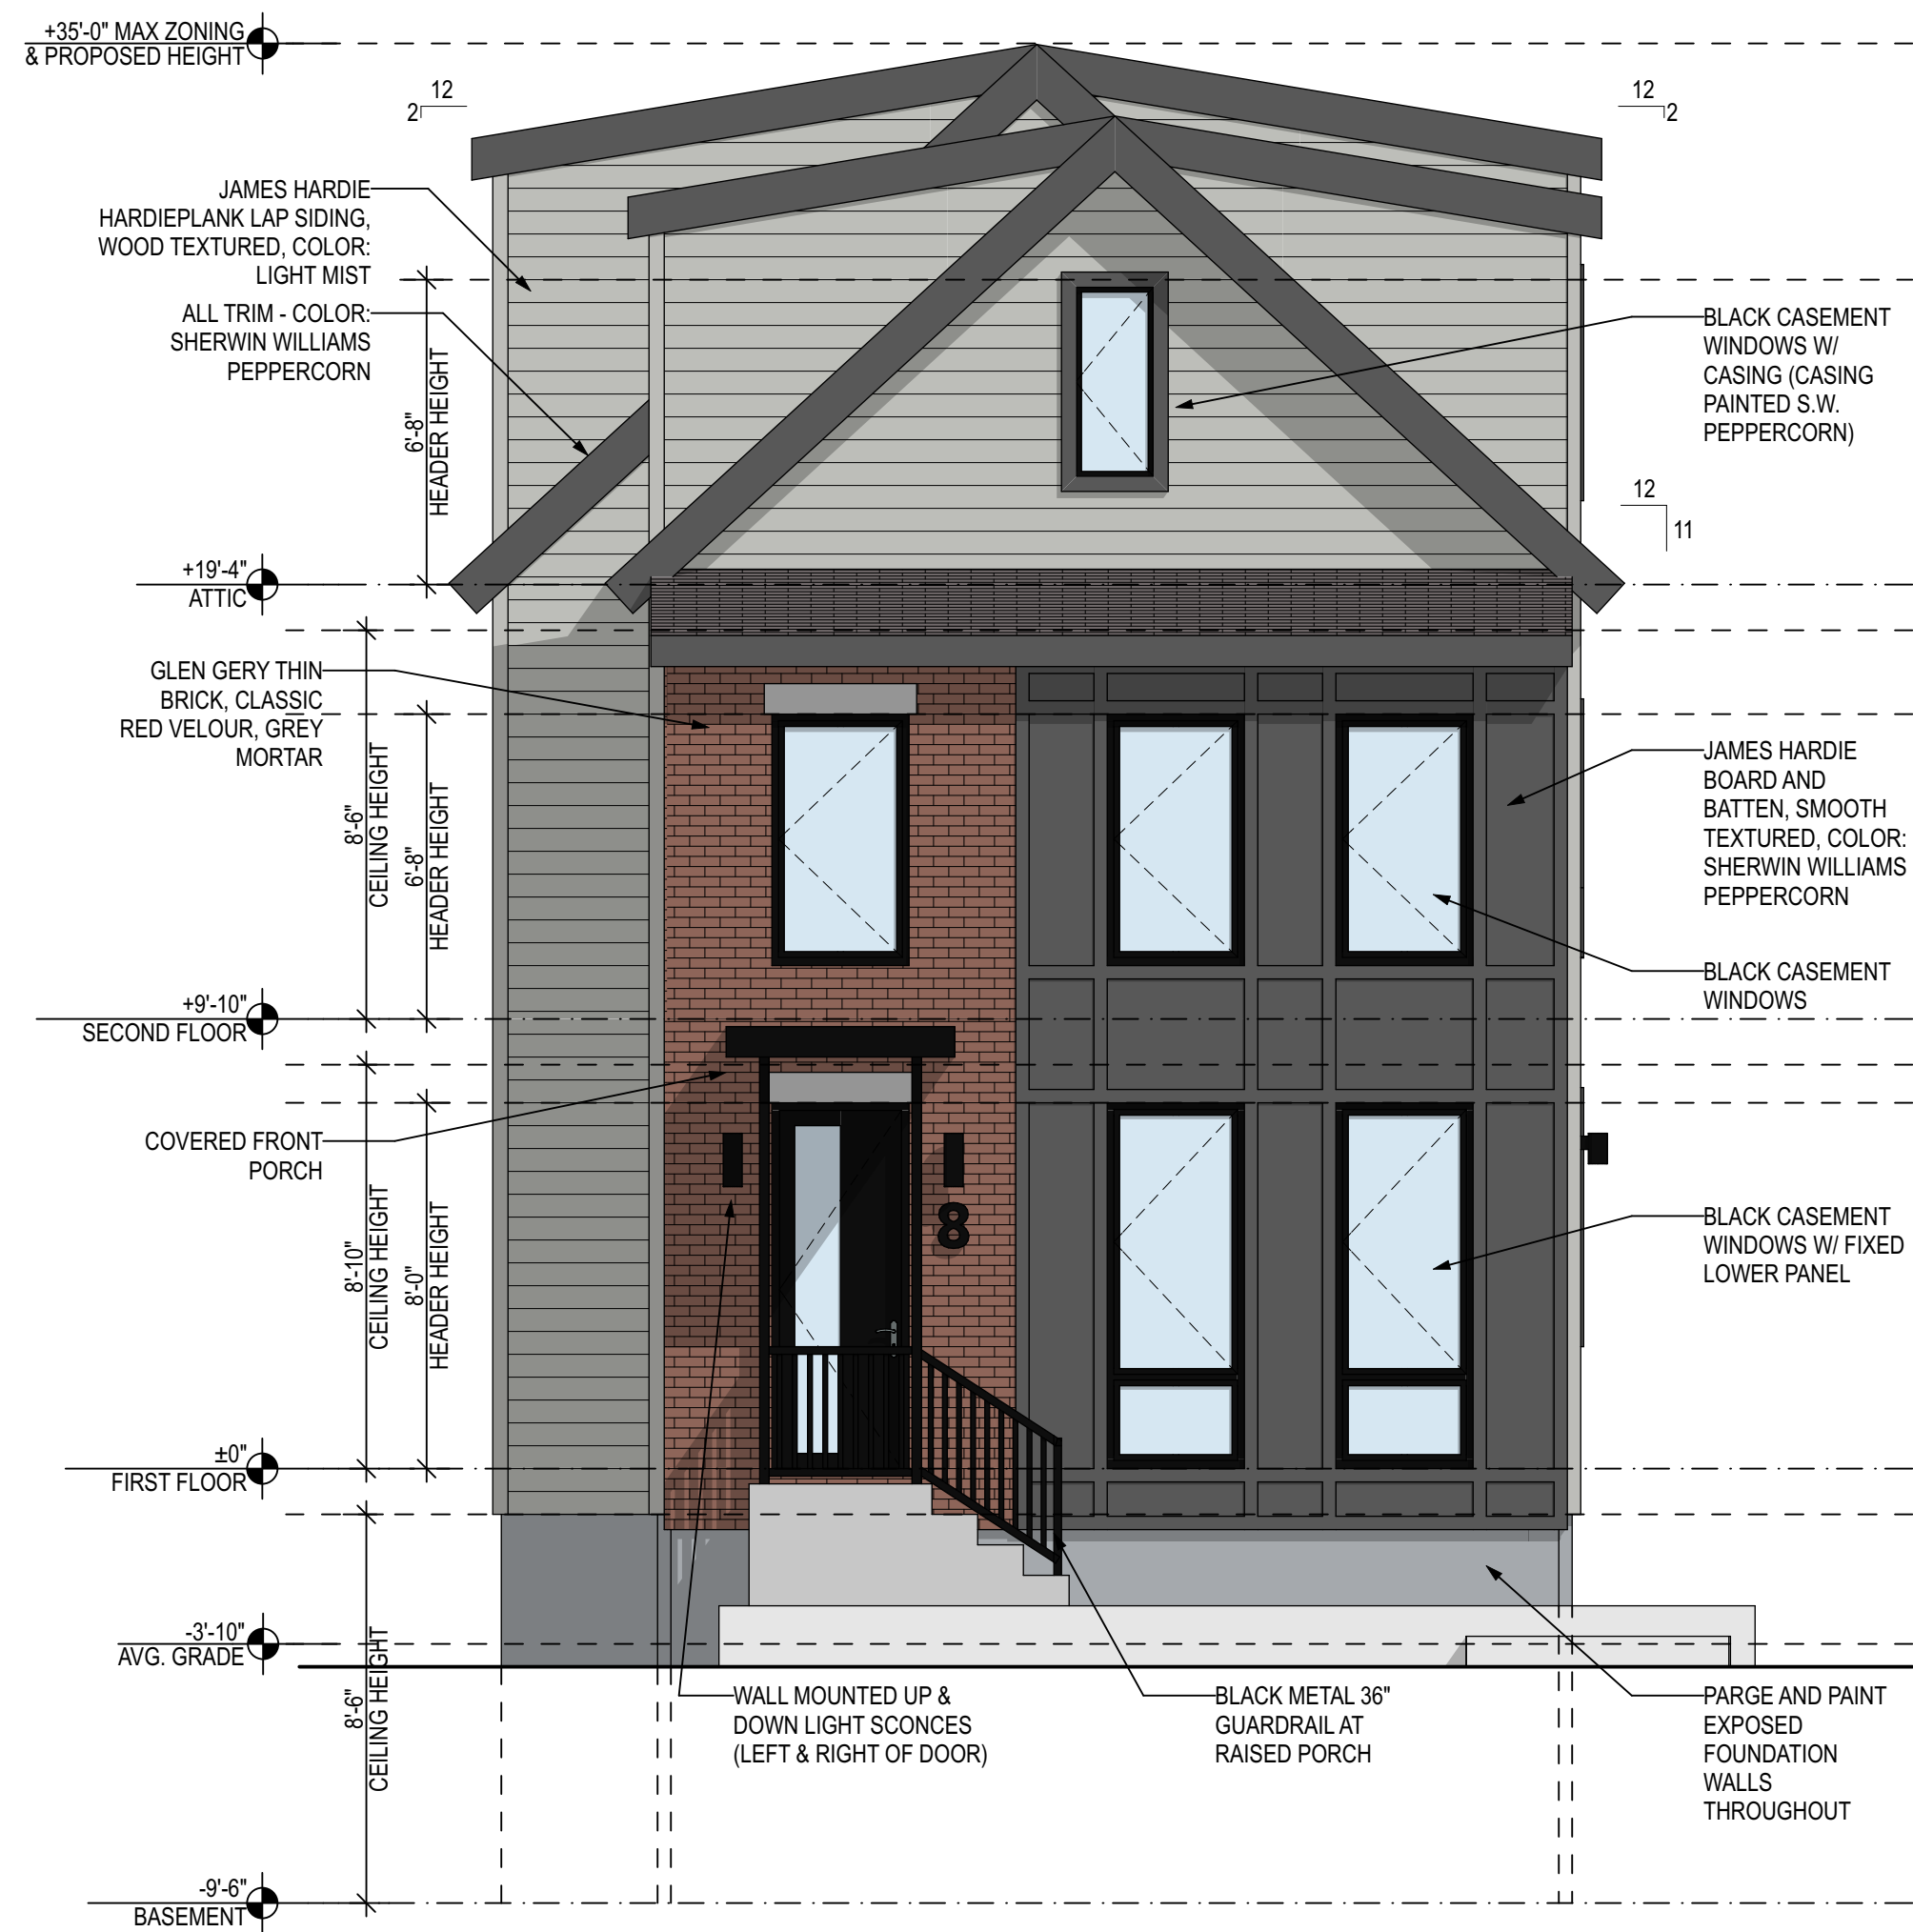 +35'-0" MAX ZONING
& PROPOSED HEIGHT
12
2
12
2
JAMES HARDIE
HARDIEPLANK LAP SIDING,
WOOD TEXTURED, COLOR:
LIGHT MIST
ALL TRIM - COLOR:
SHERWIN WILLIAMS
PEPPERCORN
6'-8"
HEADER HEIGHT
BLACK CASEMENT
WINDOWS W/
CASING (CASING
PAINTED S.W.
PEPPERCORN)
12
11
+19'-4"
ATTIC
GLEN GERY THIN
BRICK, CLASSIC
RED VELOUR, GREY
MORTAR
8'-6"
CEILING HEIGHT
6'-8"
HEADER HEIGHT
JAMES HARDIE
BOARD AND
BATTEN, SMOOTH
TEXTURED, COLOR:
SHERWIN WILLIAMS
PEPPERCORN
BLACK CASEMENT
WINDOWS
+9'-10"
SECOND FLOOR
COVERED FRONT
PORCH
8'-10"
CEILING HEIGHT
8'-0"
HEADER HEIGHT
8
BLACK CASEMENT
WINDOWS W/ FIXED
LOWER PANEL
±0"
FIRST FLOOR
-3'-10"
AVG. GRADE
8'-6"
CEILING HEIGHT
WALL MOUNTED UP &
DOWN LIGHT SCONCES
(LEFT & RIGHT OF DOOR)
BLACK METAL 36"
GUARDRAIL AT
RAISED PORCH
PARGE AND PAINT
EXPOSED
FOUNDATION
WALLS
THROUGHOUT
-9'-6"
BASEMENT